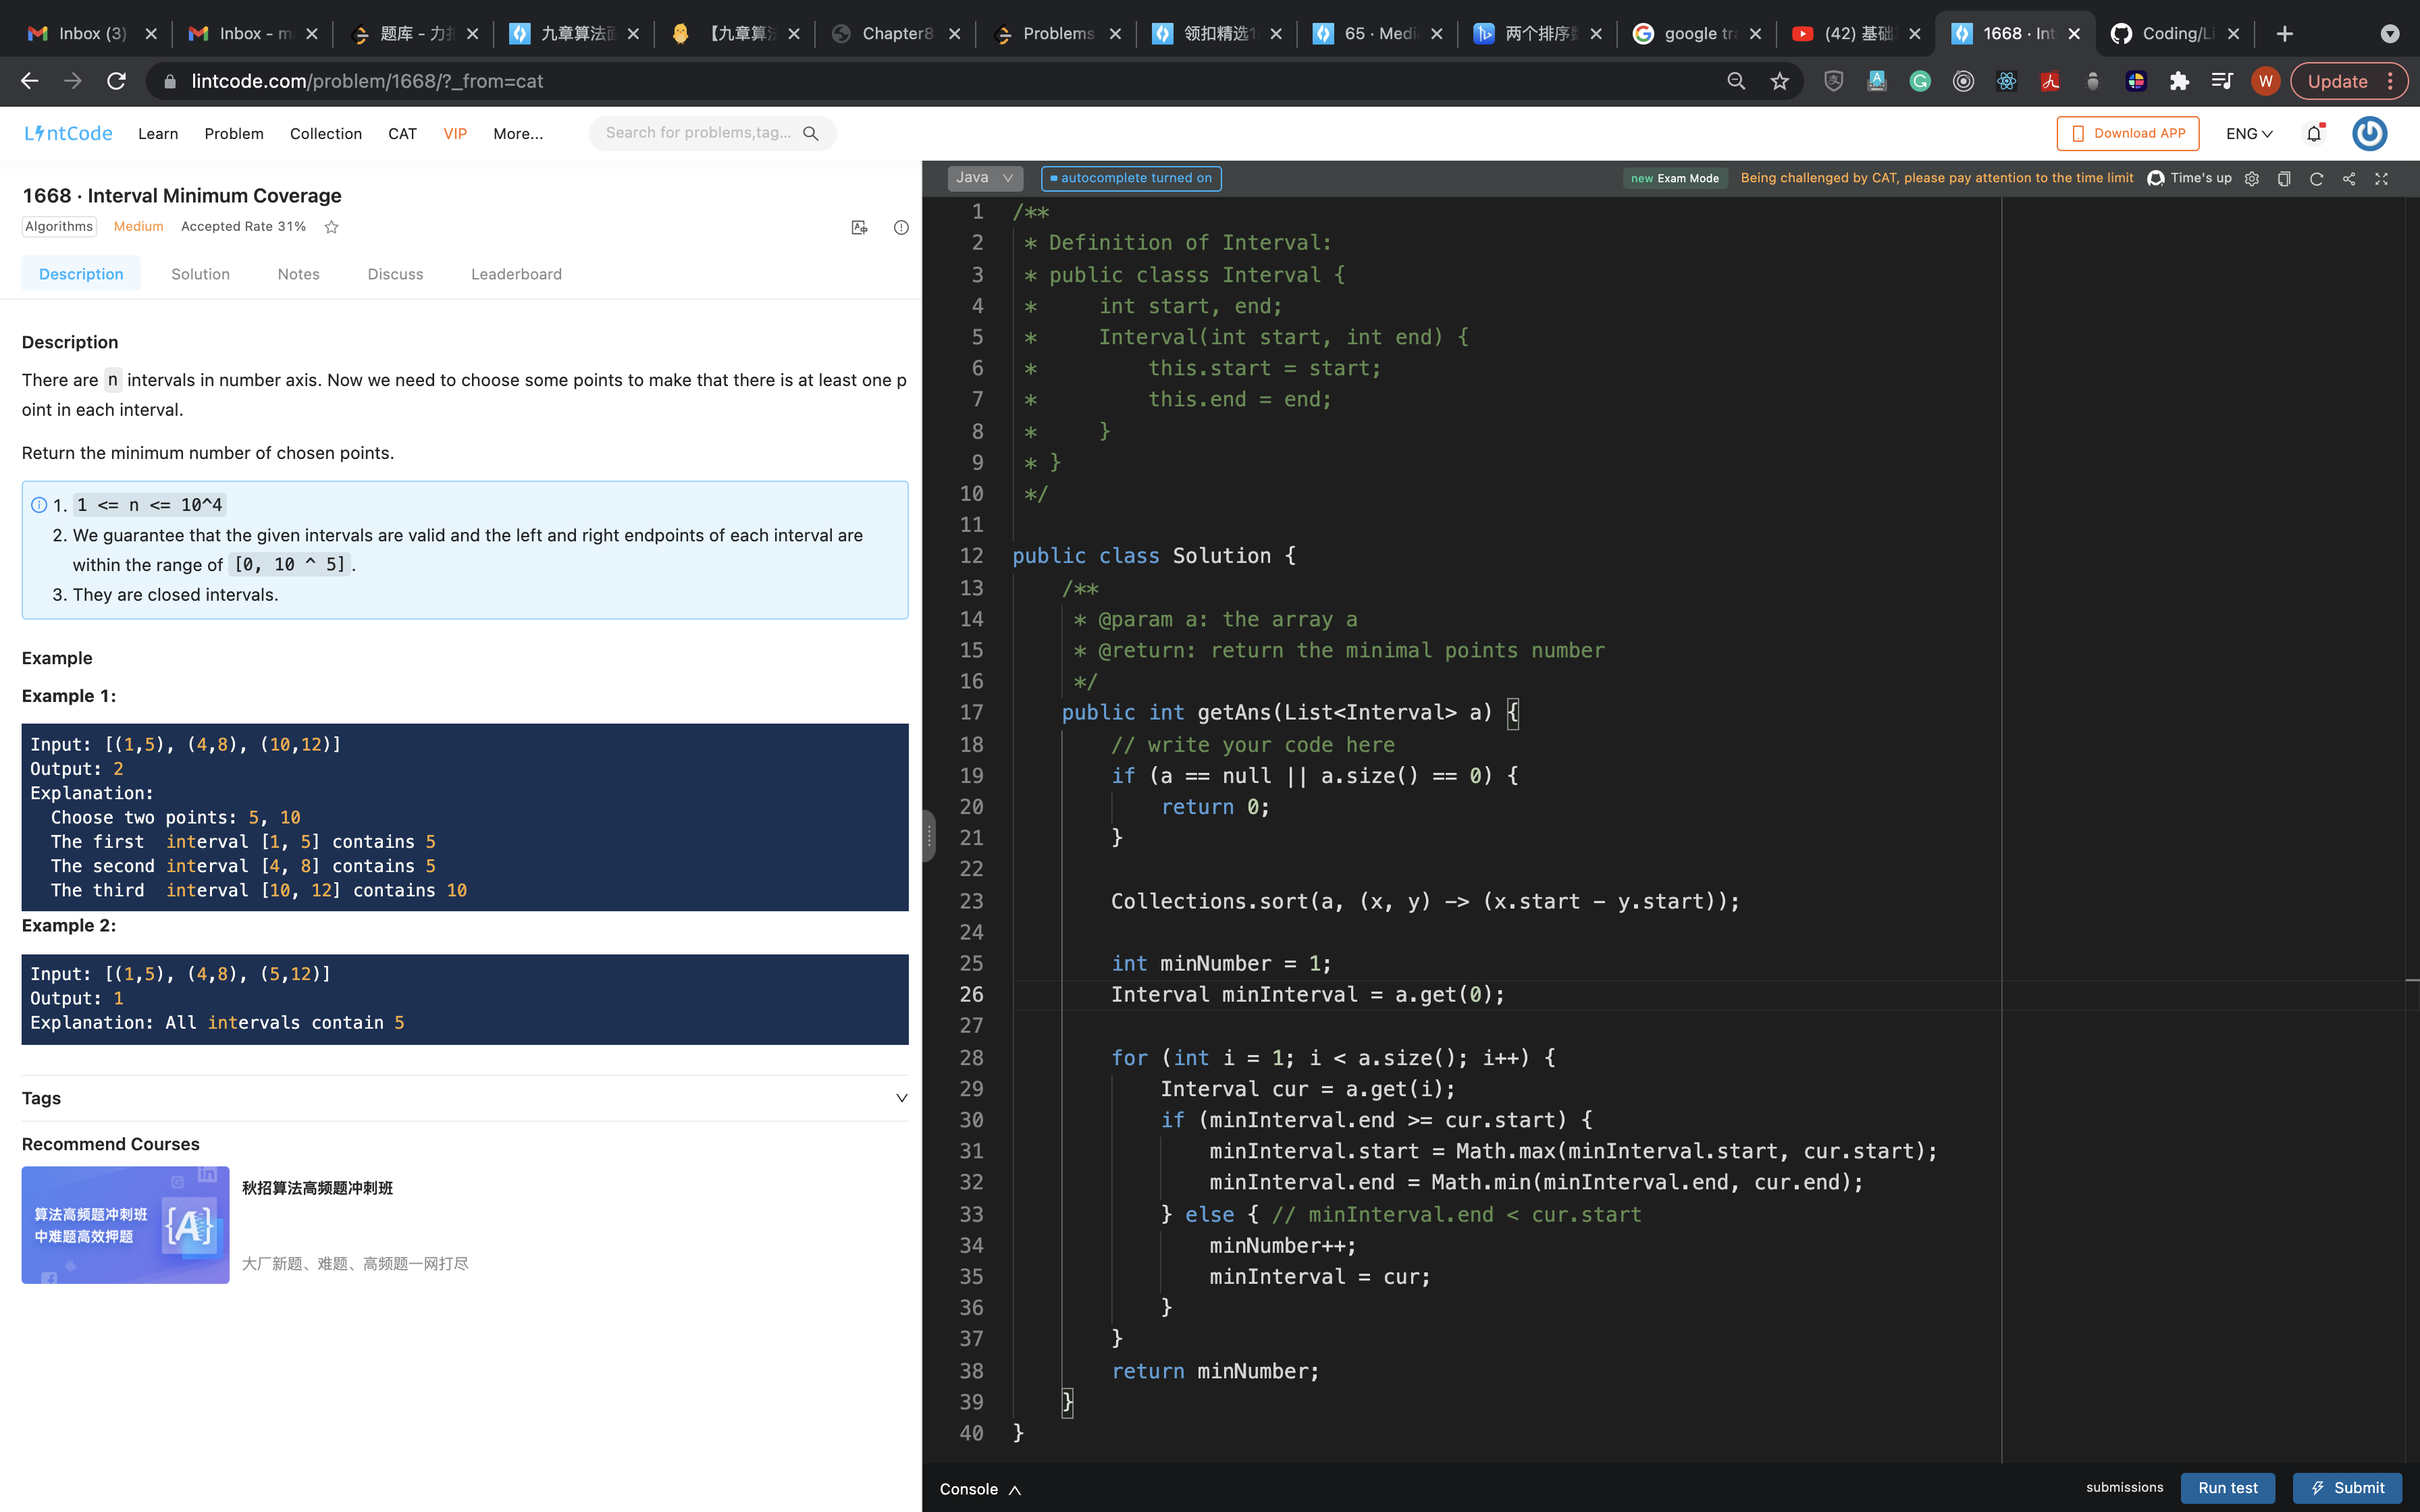 Inbox (3)
Inbox - m
题库 - 力
九章算法
【九章算
Chapter8
Problems
领扣精选1
65 · Medi
两个排序
google tra
(42) 基础
1668 · Int
Coding/Li
lintcode.com/problem/1668/?_from=cat
W
Update
LintCode
Learn
Problem
Collection
CAT
VIP
More...
Search for problems,tag...
Download APP
ENG
1668 · Interval Minimum Coverage
Algorithms
Medium
Accepted Rate 31%
Description
Solution
Notes
Discuss
Leaderboard
Description
There are n intervals in number axis. Now we need to choose some points to make that there is at least one p
oint in each interval.
Return the minimum number of chosen points.
1. 1 <= n <= 10^4
2. We guarantee that the given intervals are valid and the left and right endpoints of each interval are
within the range of [0, 10 ^ 5].
3. They are closed intervals.
Example
Example 1:
Input: [(1,5), (4,8), (10,12)]
Output: 2
Explanation:
Choose two points: 5, 10
The first interval [1, 5] contains 5
The second interval [4, 8] contains 5
The third interval [10, 12] contains 10
Example 2:
Input: [(1,5), (4,8), (5,12)]
Output: 1
Explanation: All intervals contain 5
Tags
Recommend Courses
算法高频题冲刺班
中难题高效押题
{A}
秋招算法高频题冲刺班
大厂新题、难题、高频题一网打尽
Java
autocomplete turned on
new Exam Mode
Being challenged by CAT, please pay attention to the time limit
Time's up
1 /**
2 * Definition of Interval:
3 * public classs Interval {
4 *     int start, end;
5 *     Interval(int start, int end) {
6 *         this.start = start;
7 *         this.end = end;
8 *     }
9 * }
10 */
11
12 public class Solution {
13     /**
14      * @param a: the array a
15      * @return: return the minimal points number
16      */
17     public int getAns(List<Interval> a) {
18         // write your code here
19         if (a == null || a.size() == 0) {
20             return 0;
21         }
22
23         Collections.sort(a, (x, y) -> (x.start - y.start));
24
25         int minNumber = 1;
26         Interval minInterval = a.get(0);
27
28         for (int i = 1; i < a.size(); i++) {
29             Interval cur = a.get(i);
30             if (minInterval.end >= cur.start) {
31                 minInterval.start = Math.max(minInterval.start, cur.start);
32                 minInterval.end = Math.min(minInterval.end, cur.end);
33             } else { // minInterval.end < cur.start
34                 minNumber++;
35                 minInterval = cur;
36             }
37         }
38         return minNumber;
39     }
40 }
Console
submissions
Run test
Submit